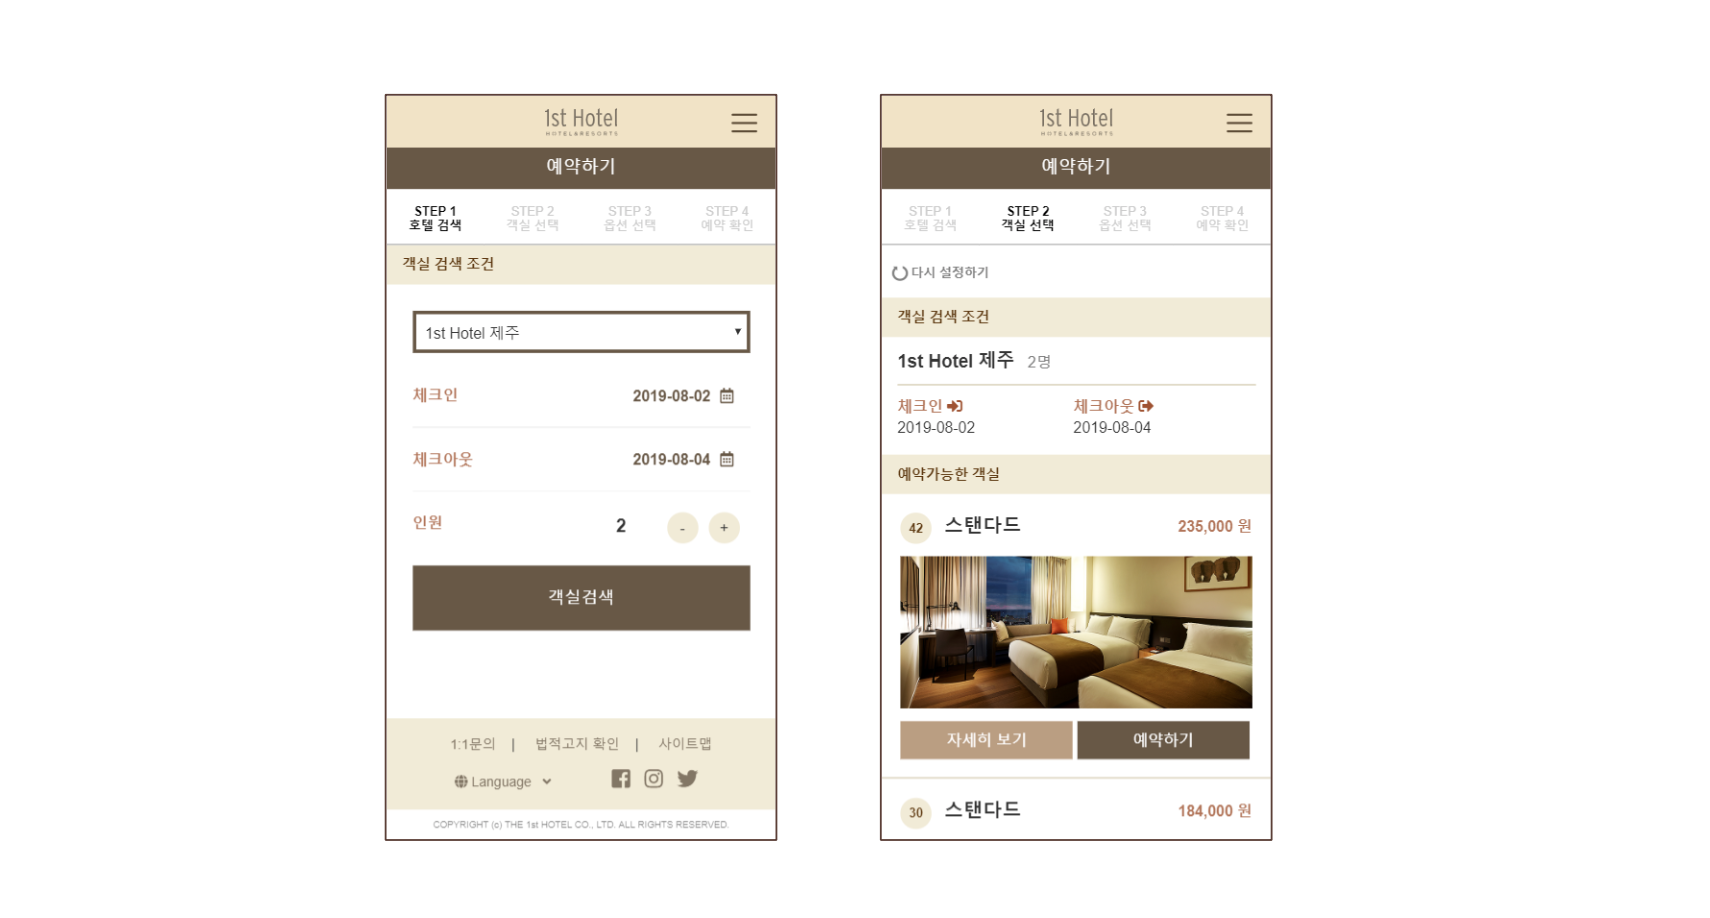 1st Hotel
HOTEL&RESORTS
예약하기
STEP 1
호텔 검색
STEP 2
객실 선택
STEP 3
옵션 선택
STEP 4
예약 확인
객실 검색 조건
1st Hotel 제주
체크인 2019-08-02
체크아웃 2019-08-04
인원 2 - +
객실검색
1:1문의 | 법적고지 확인 | 사이트맵
Language
COPYRIGHT (c) THE 1st HOTEL CO., LTD. ALL RIGHTS RESERVED.
1st Hotel
HOTEL&RESORTS
예약하기
STEP 1
호텔 검색
STEP 2
객실 선택
STEP 3
옵션 선택
STEP 4
예약 확인
다시 설정하기
객실 검색 조건
1st Hotel 제주 2명
체크인
2019-08-02
체크아웃
2019-08-04
예약가능한 객실
42 스탠다드 235,000 원
자세히 보기
예약하기
30 스탠다드 184,000 원